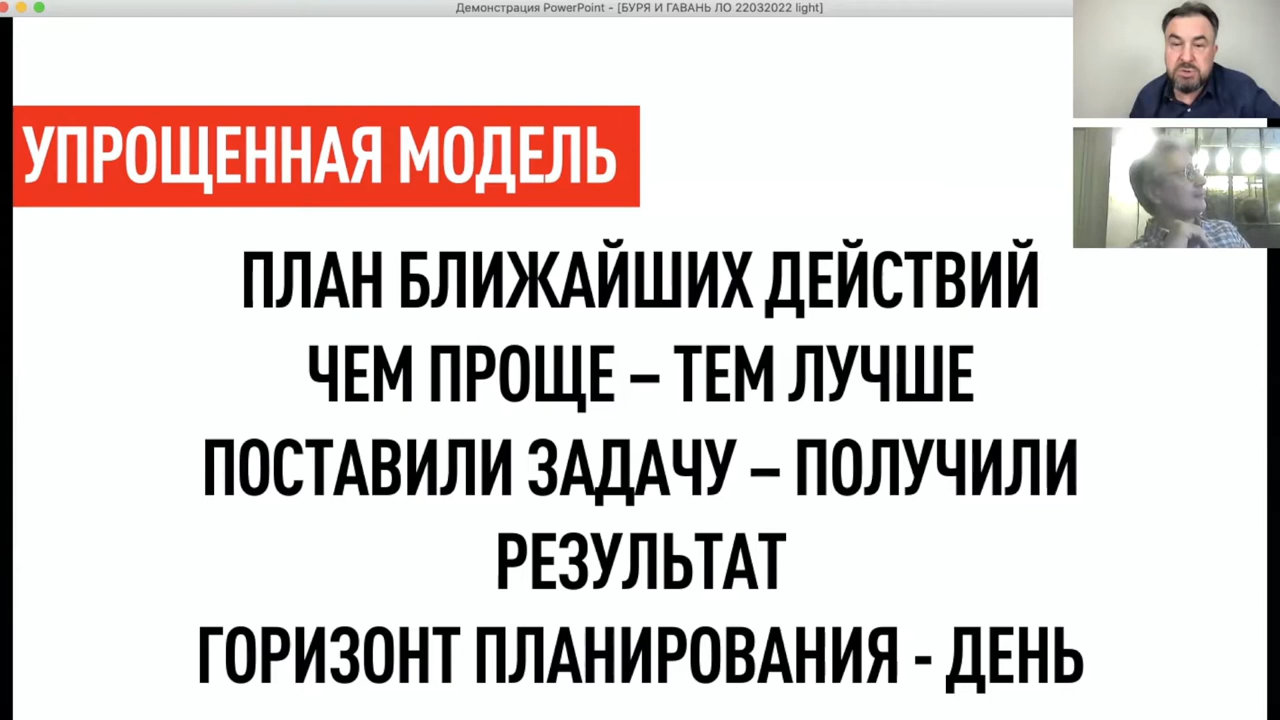 Демонстрация PowerPoint - [БУРЯ И ГАВАНЬ ЛО 22032022 light]
УПРОЩЕННАЯ МОДЕЛЬ
ПЛАН БЛИЖАЙШИХ ДЕЙСТВИЙ
ЧЕМ ПРОЩЕ – ТЕМ ЛУЧШЕ
ПОСТАВИЛИ ЗАДАЧУ – ПОЛУЧИЛИ
РЕЗУЛЬТАТ
ГОРИЗОНТ ПЛАНИРОВАНИЯ - ДЕНЬ